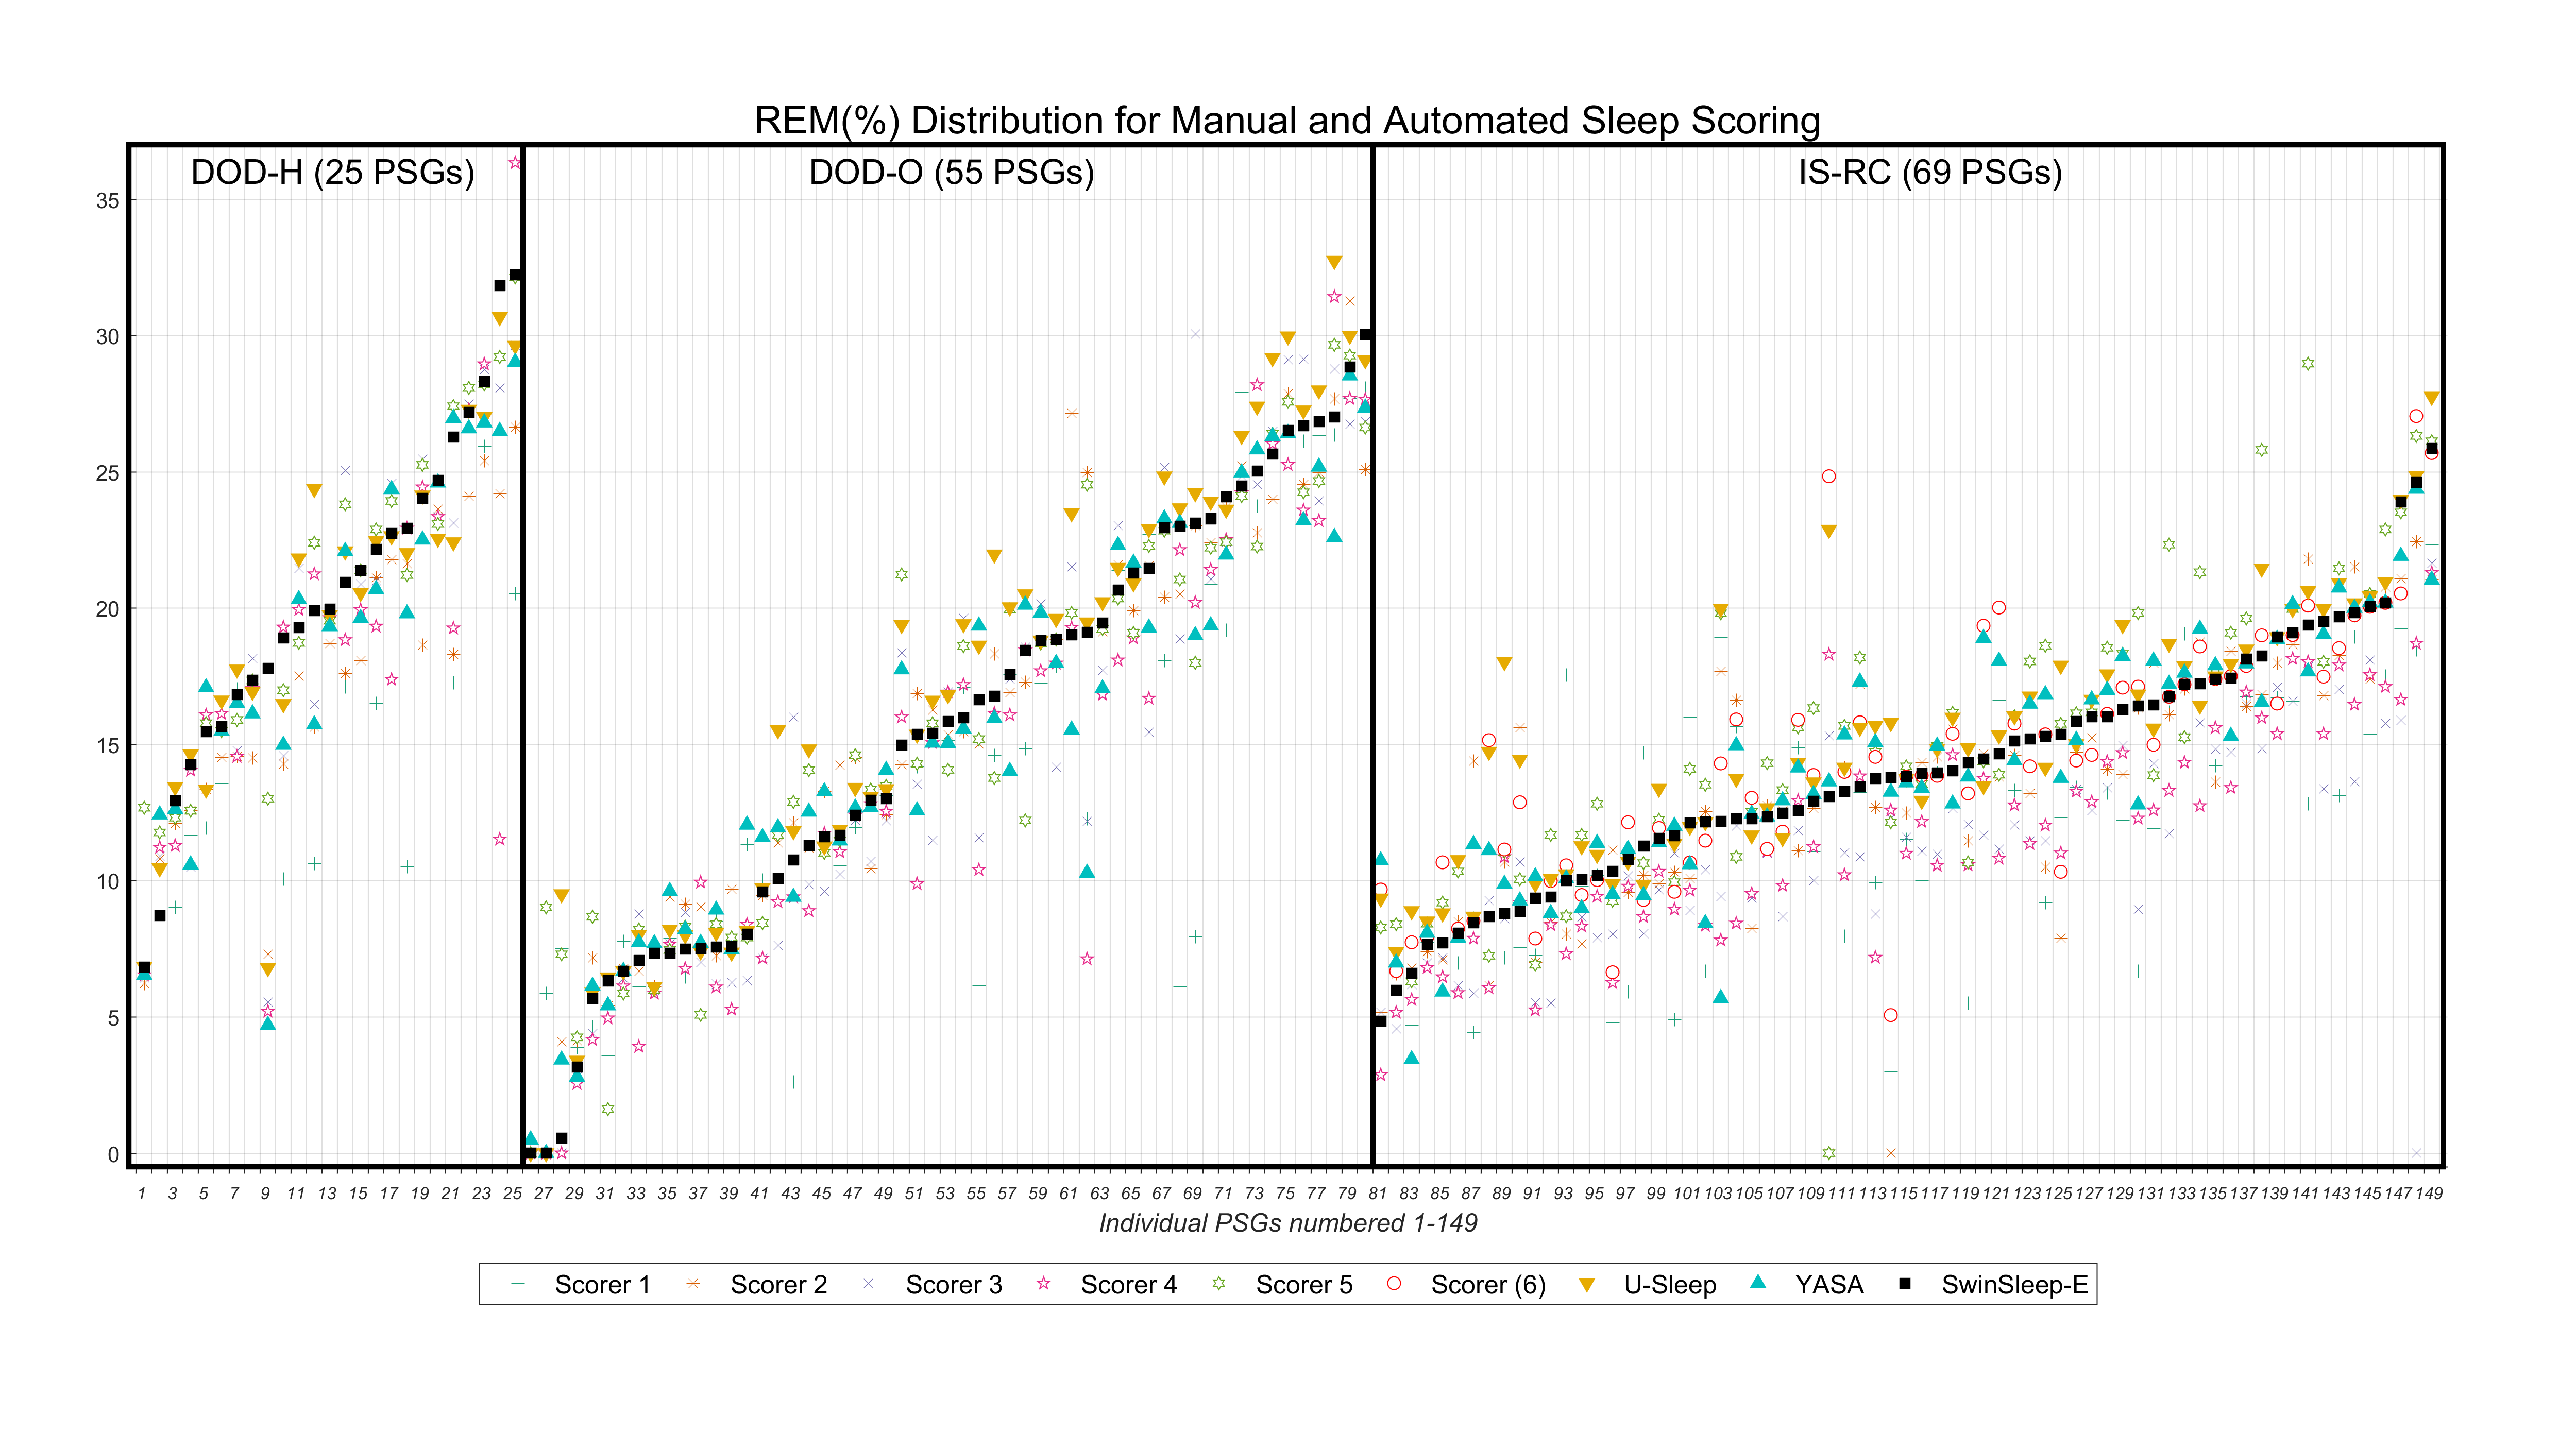 REM(%) Distribution for Manual and Automated Sleep Scoring
DOD-H (25 PSGs) DOD-O (55 PSGs) IS-RC (69 PSGs)
35
30
25
20
15
10
5
0
1 3 5 7 9 11 13 15 17 19 21 23 25 27 29 31 33 35 37 39 41 43 45 47 49 51 53 55 57 59 61 63 65 67 69 71 73 75 77 79 81 83 85 87 89 91 93 95 97 99 101 103 105 107 109 111 113 115 117 119 121 123 125 127 129 131 133 135 137 139 141 143 145 147 149
Individual PSGs numbered 1-149
Scorer 1 Scorer 2 Scorer 3 Scorer 4 Scorer 5 Scorer (6) U-Sleep YASA SwinSleep-E